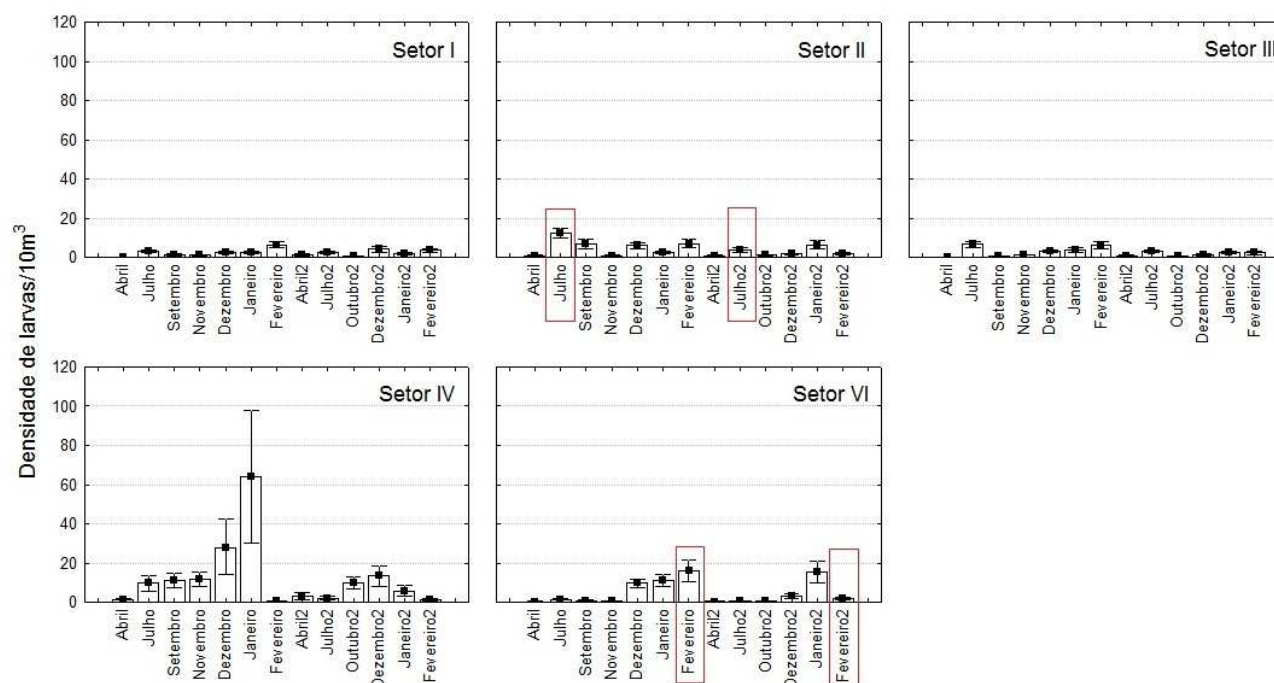 Densidade de larvas/10m³
120
100
80
60
40
20
0
Setor I
Abril
Julho
Setembro
Novembro
Dezembro
Janeiro
Fevereiro
Abril2
Julho2
Outubro2
Dezembro2
Janeiro2
Fevereiro2
Setor II
Abril
Julho
Setembro
Novembro
Dezembro
Janeiro
Fevereiro
Abril2
Julho2
Outubro2
Dezembro2
Janeiro2
Fevereiro2
Setor III
Abril
Julho
Setembro
Novembro
Dezembro
Janeiro
Fevereiro
Abril2
Julho2
Outubro2
Dezembro2
Janeiro2
Fevereiro2
120
100
80
60
40
20
0
Setor IV
Abril
Julho
Setembro
Novembro
Dezembro
Janeiro
Fevereiro
Abril2
Julho2
Outubro2
Dezembro2
Janeiro2
Fevereiro2
Setor VI
Abril
Julho
Setembro
Novembro
Dezembro
Janeiro
Fevereiro
Abril2
Julho2
Outubro2
Dezembro2
Janeiro2
Fevereiro2